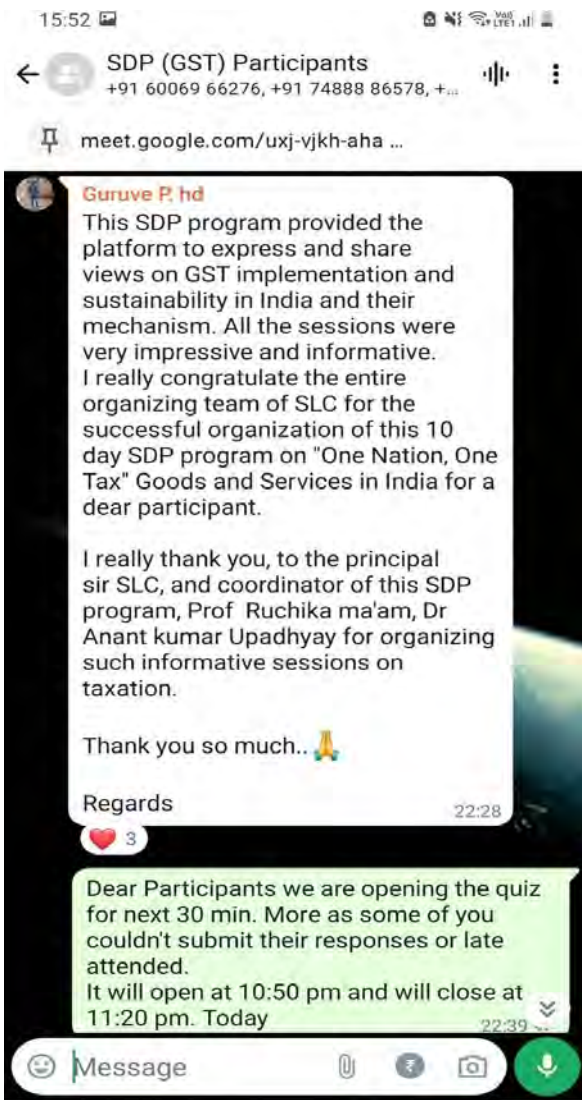 15:52
SDP (GST) Participants
+91 60069 66276, +91 74888 86578, +...
meet.google.com/uxj-vjkh-aha ...
Guruve P. hd
This SDP program provided the
platform to express and share
views on GST implementation and
sustainability in India and their
mechanism. All the sessions were
very impressive and informative.
I really congratulate the entire
organizing team of SLC for the
successful organization of this 10
day SDP program on "One Nation, One
Tax" Goods and Services in India for a
dear participant.
I really thank you, to the principal
sir SLC, and coordinator of this SDP
program, Prof Ruchika ma'am, Dr
Anant kumar Upadhyay for organizing
such informative sessions on
taxation.
Thank you so much.. 🙏
Regards
22:28
❤️ 3
Dear Participants we are opening the quiz
for next 30 min. More as some of you
couldn't submit their responses or late
attended.
It will open at 10:50 pm and will close at
11:20 pm. Today
22:39
Message